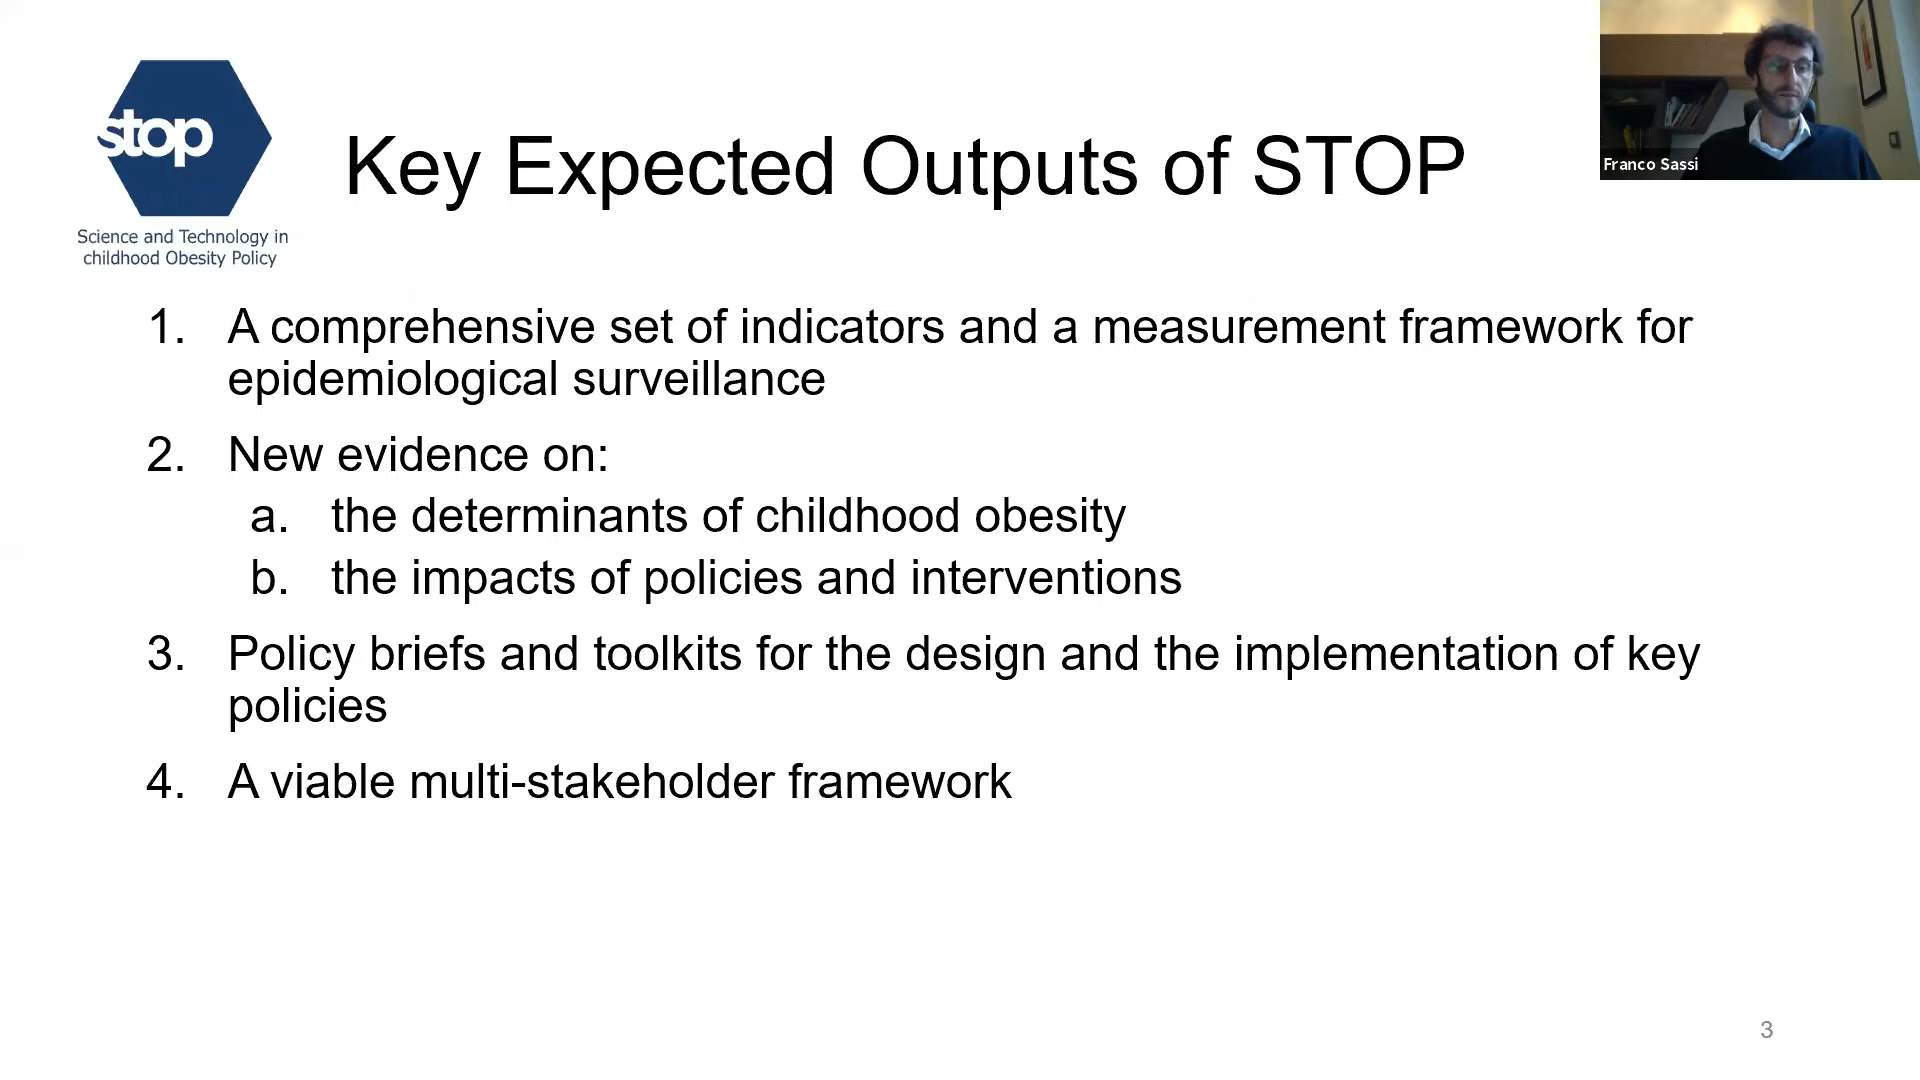 stop
Science and Technology in
childhood Obesity Policy
Key Expected Outputs of STOP
Franco Sassi
1. A comprehensive set of indicators and a measurement framework for
epidemiological surveillance
2. New evidence on:
a. the determinants of childhood obesity
b. the impacts of policies and interventions
3. Policy briefs and toolkits for the design and the implementation of key
policies
4. A viable multi-stakeholder framework
3